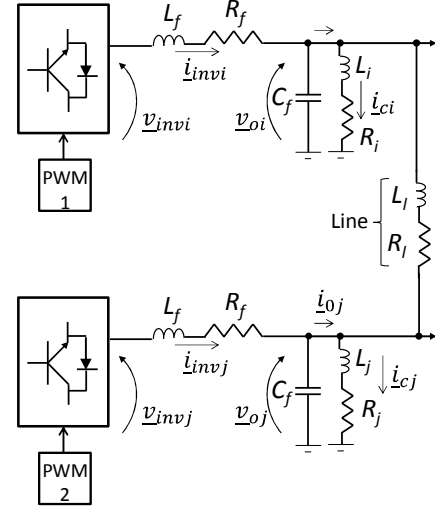 L_f R_f
i_invi
v_invi
v_oi
C_f
L_i
i_ci
R_i
PWM
1
Line
L_l
R_l
L_f R_f
i_0j
i_invj
v_invj
v_oj
C_f
L_j
i_cj
R_j
PWM
2